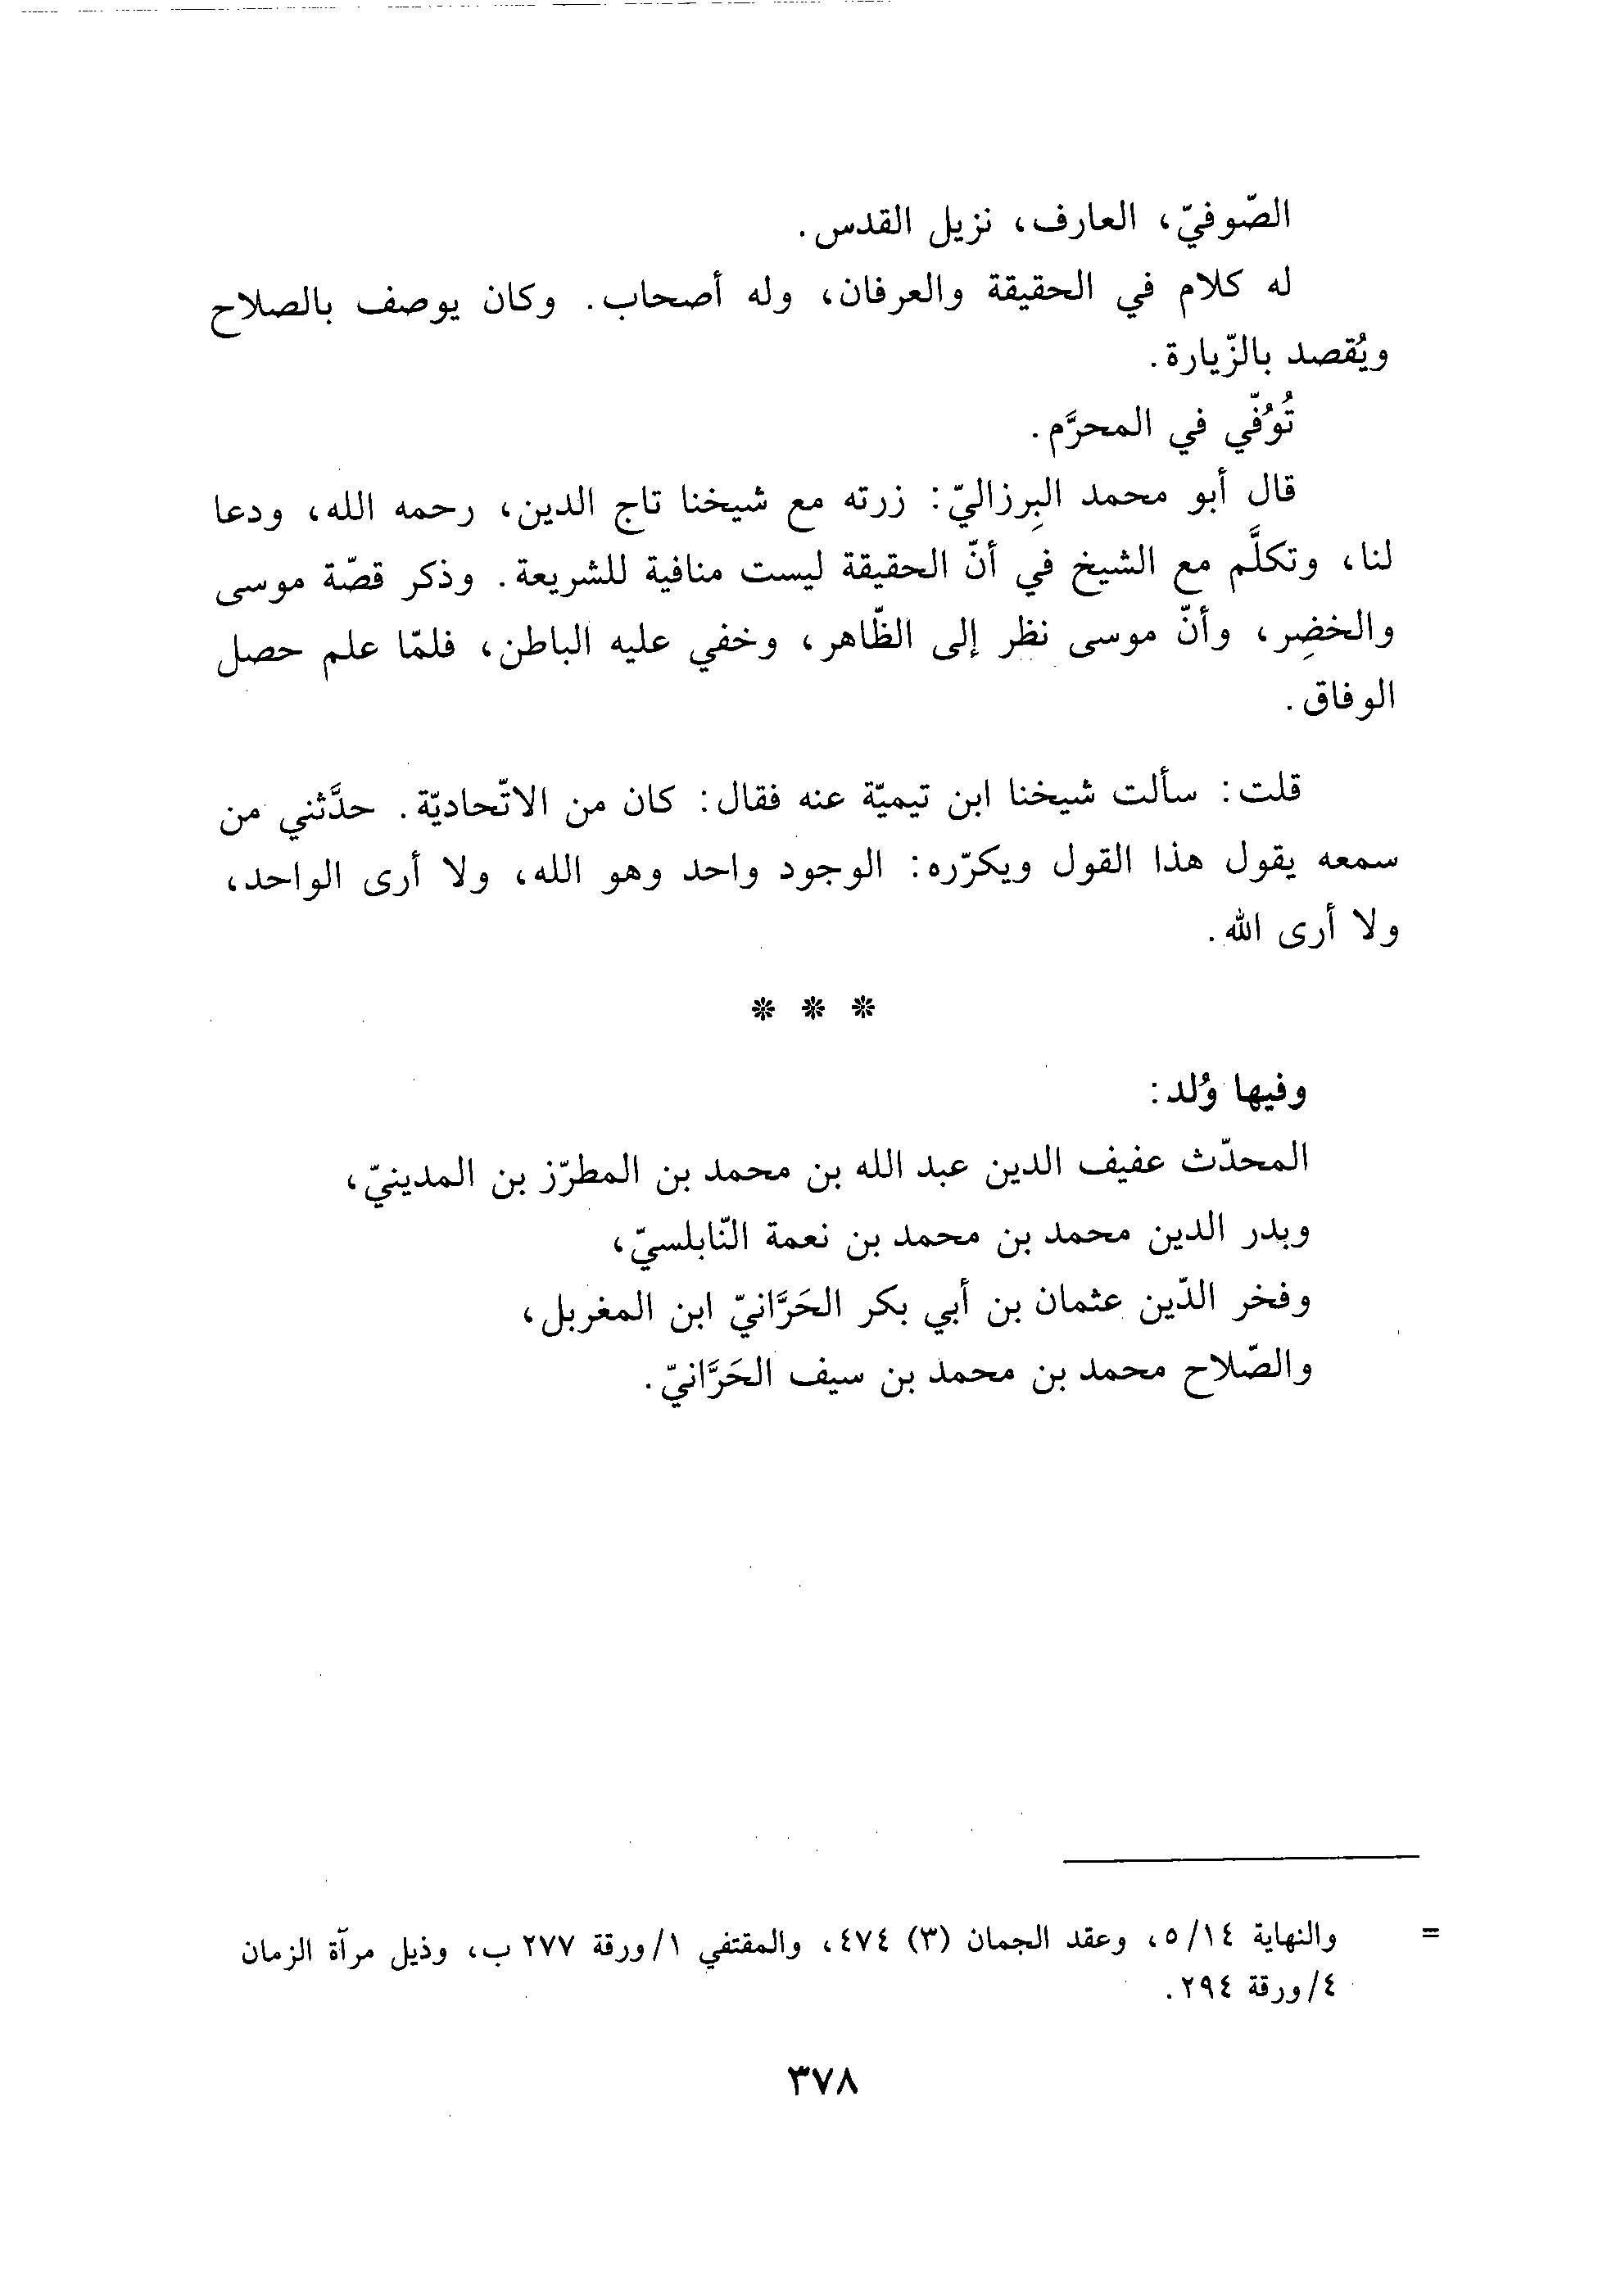 الصّوفيّ، العارف، نزيل القدس.
له كلام في الحقيقة والعرفان، وله أصحاب. وكان يوصف بالصلاح
ويُقصد بالزّيارة.
تُوُفّي في المحرَّم.
قال أبو محمد البِرزاليّ: زرته مع شيخنا تاج الدين، رحمه الله، ودعا
لنا، وتكلَّم مع الشيخ في أنّ الحقيقة ليست منافية للشريعة. وذكر قصّة موسى
والخضِر، وأنّ موسى نظر إلى الظّاهر، وخفي عليه الباطن، فلمّا علم حصل
الوفاق.
قلت: سألت شيخنا ابن تيميّة عنه فقال: كان من الاتّحاديّة. حدَّثني من
سمعه يقول هذا القول ويكرّره: الوجود واحد وهو الله، ولا أرى الواحد،
ولا أرى الله.
* * *
وفيها وُلد:
المحدّث عفيف الدين عبد الله بن محمد بن المطرّز بن المدينيّ،
وبدر الدين محمد بن محمد بن نعمة النّابلسيّ،
وفخر الدّين عثمان بن أبي بكر الحَرَّانيّ ابن المغربل،
والصّلاح محمد بن محمد بن سيف الحَرَّانيّ.
= والنهاية ١٤/٥، وعقد الجمان (٣) ٤٧٤، والمقتفي ١/ورقة ٢٧٧ ب، وذيل مرآة الزمان
٤/ورقة ٢٩٤.
٣٧٨